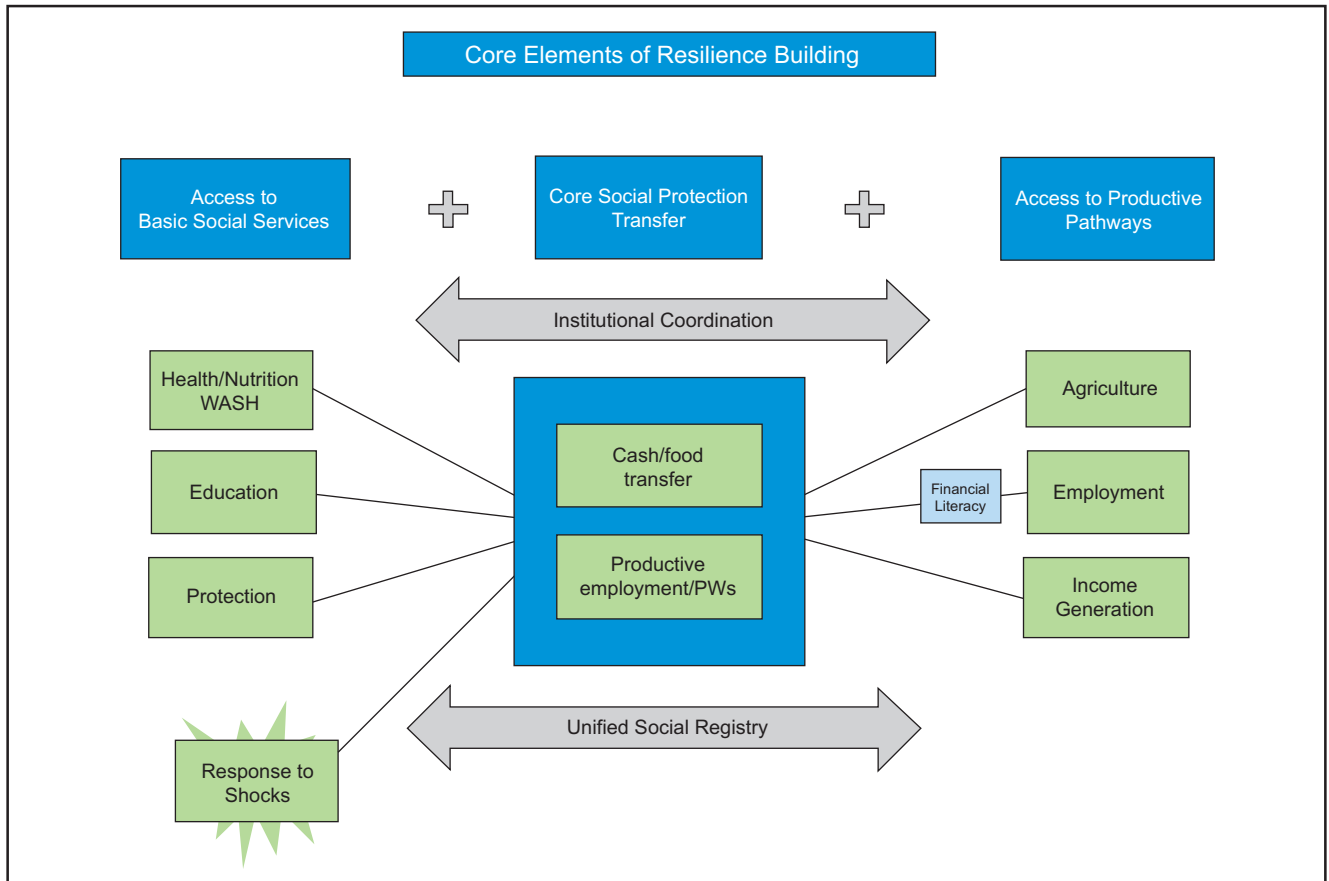 Core Elements of Resilience Building
Access to
Basic Social Services
Core Social Protection
Transfer
Access to Productive
Pathways
Institutional Coordination
Health/Nutrition
WASH
Education
Protection
Response to
Shocks
Cash/food
transfer
Productive
employment/PWs
Agriculture
Financial
Literacy
Employment
Income
Generation
Unified Social Registry